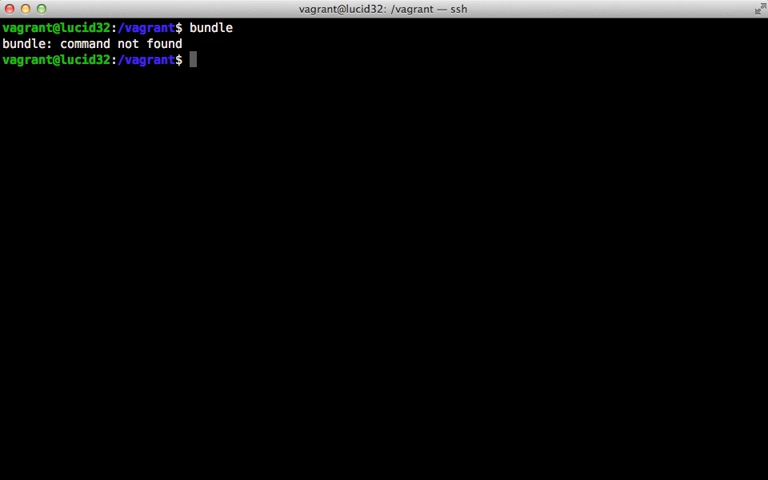 vagrant@lucid32: /vagrant — ssh
vagrant@lucid32:/vagrant$ bundle
bundle: command not found
vagrant@lucid32:/vagrant$